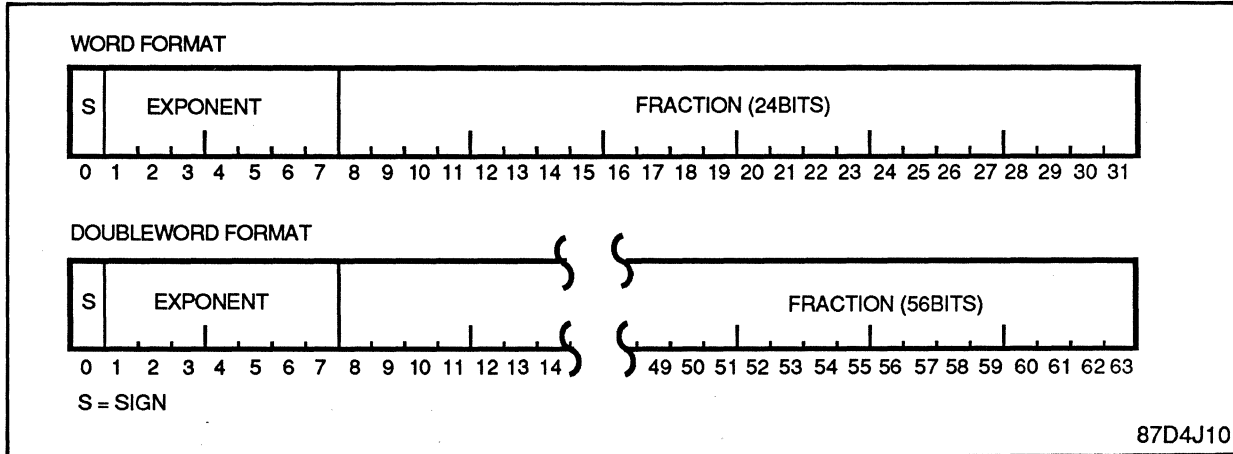 WORD FORMAT
S EXPONENT FRACTION (24BITS)
0 1 2 3 4 5 6 7 8 9 10 11 12 13 14 15 16 17 18 19 20 21 22 23 24 25 26 27 28 29 30 31
DOUBLEWORD FORMAT
S EXPONENT FRACTION (56BITS)
0 1 2 3 4 5 6 7 8 9 10 11 12 13 14 49 50 51 52 53 54 55 56 57 58 59 60 61 62 63
S = SIGN
87D4J10